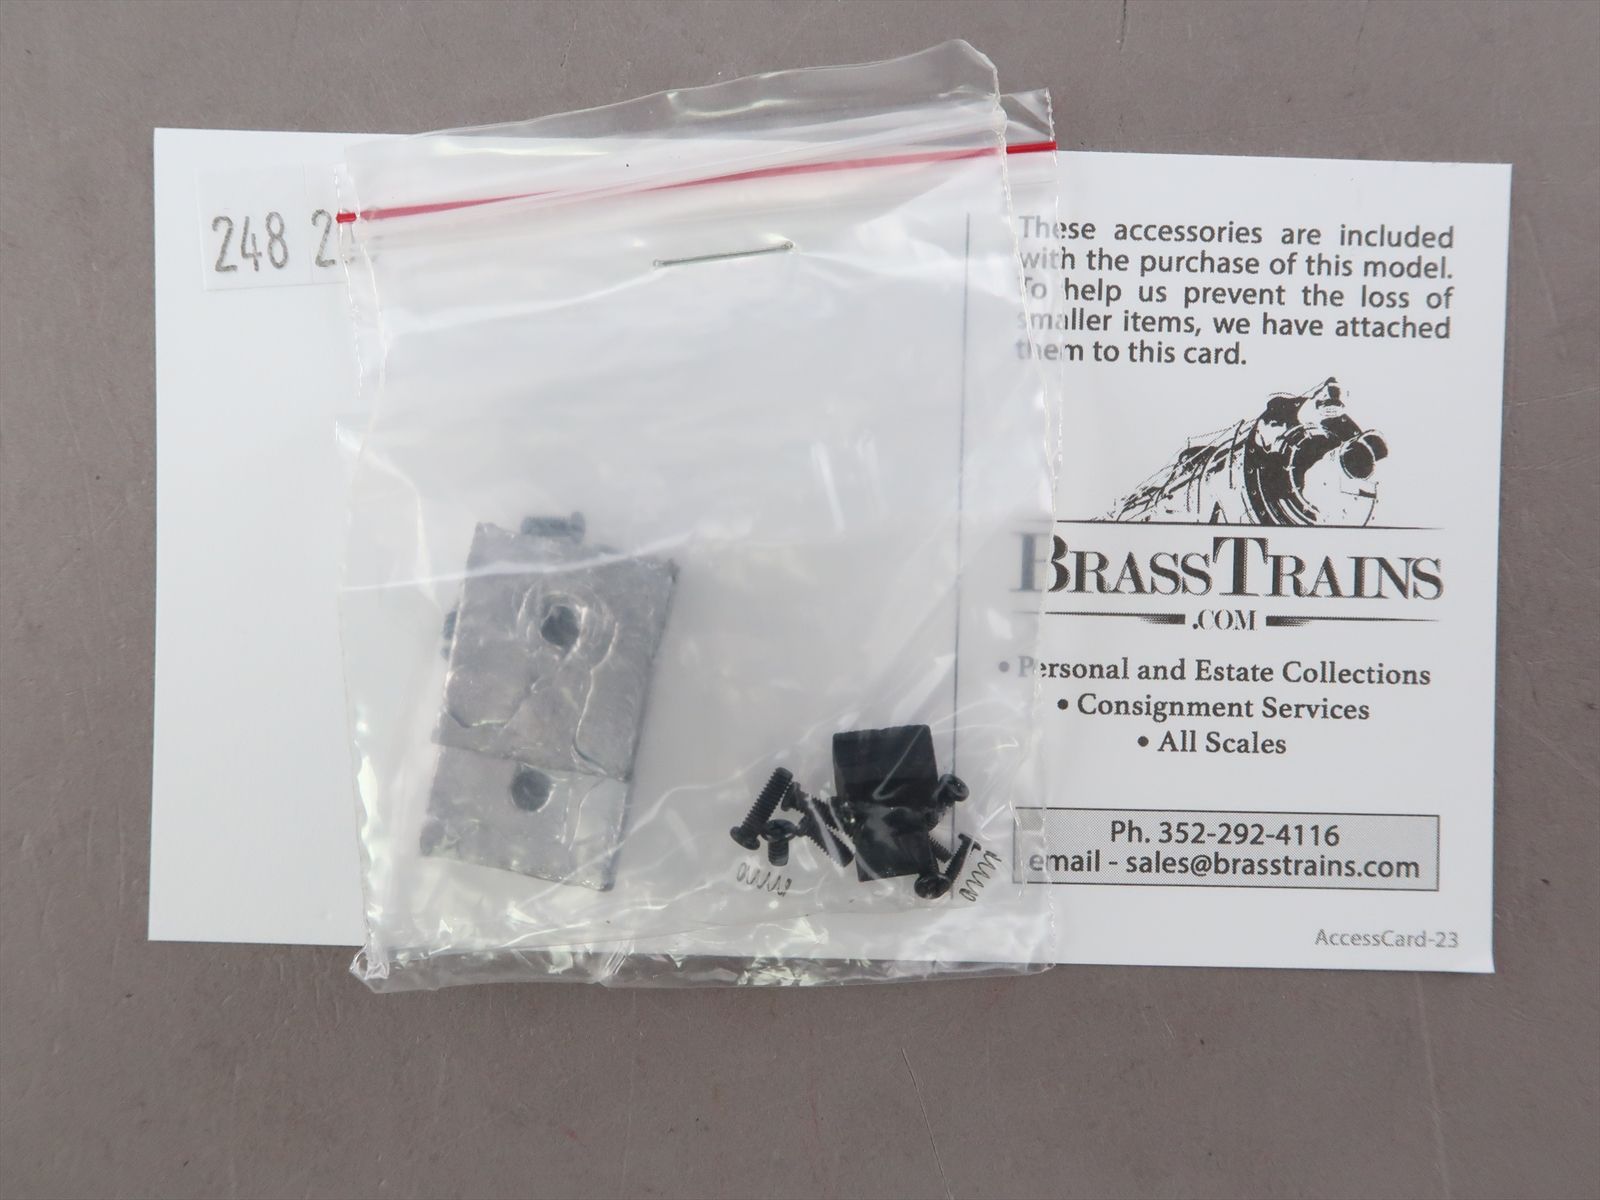 248
These accessories are included
with the purchase of this model.
To help us prevent the loss of
smaller items, we have attached
them to this card.
BRASSTRAINS
.COM
• Personal and Estate Collections
• Consignment Services
• All Scales
Ph. 352-292-4116
email - sales@brasstrains.com
AccessCard-23